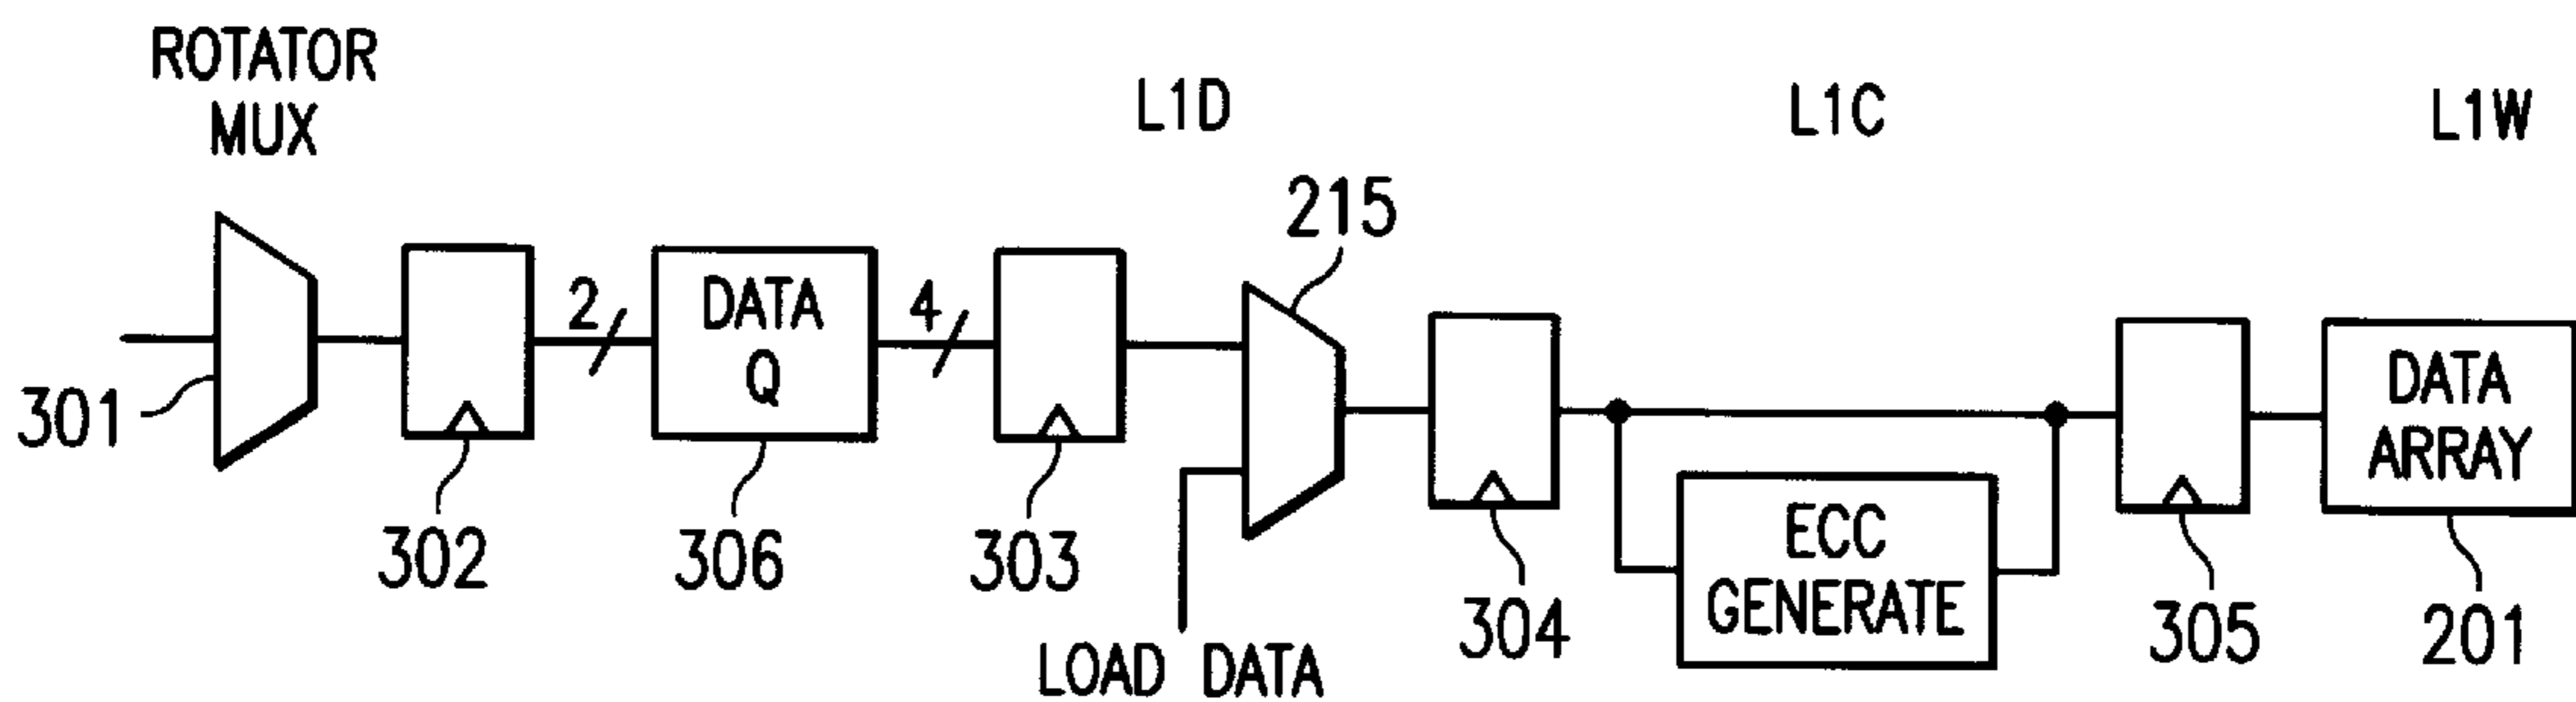 ROTATOR
MUX
L1D
L1C
L1W
215
2
DATA
Q
4
DATA
ARRAY
301
ECC
GENERATE
302
306
303
304
305
201
LOAD DATA